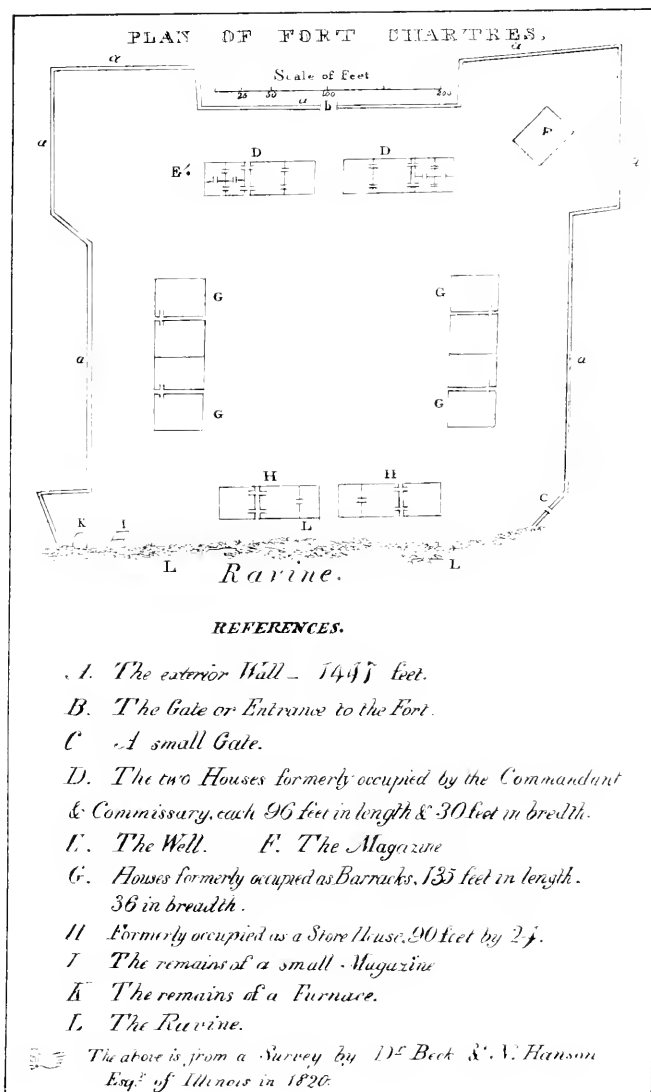 PLAN OF FORT CHARTRES.
a a
Scale of Feet
25 50 100 200
a b
a F a
E D D
G G
a a
G G
H H
C
K I L
L L
Ravine.
REFERENCES.
A. The exterior Wall – 1447 feet.
B. The Gate or Entrance to the Fort.
C A small Gate.
D. The two Houses formerly occupied by the Commandant
& Commissary, each 96 feet in length & 30 feet in bredth.
E. The Well. F. The Magazine
G. Houses formerly occupied as Barracks, 135 feet in length.
36 in breadth.
H Formerly occupied as a Store House. 90 feet by 24.
I The remains of a small Magazine
K The remains of a Furnace.
L The Ravine.
The above is from a Survey by Dr Beck & N. Hanson
Esqr. of Illinois in 1820.